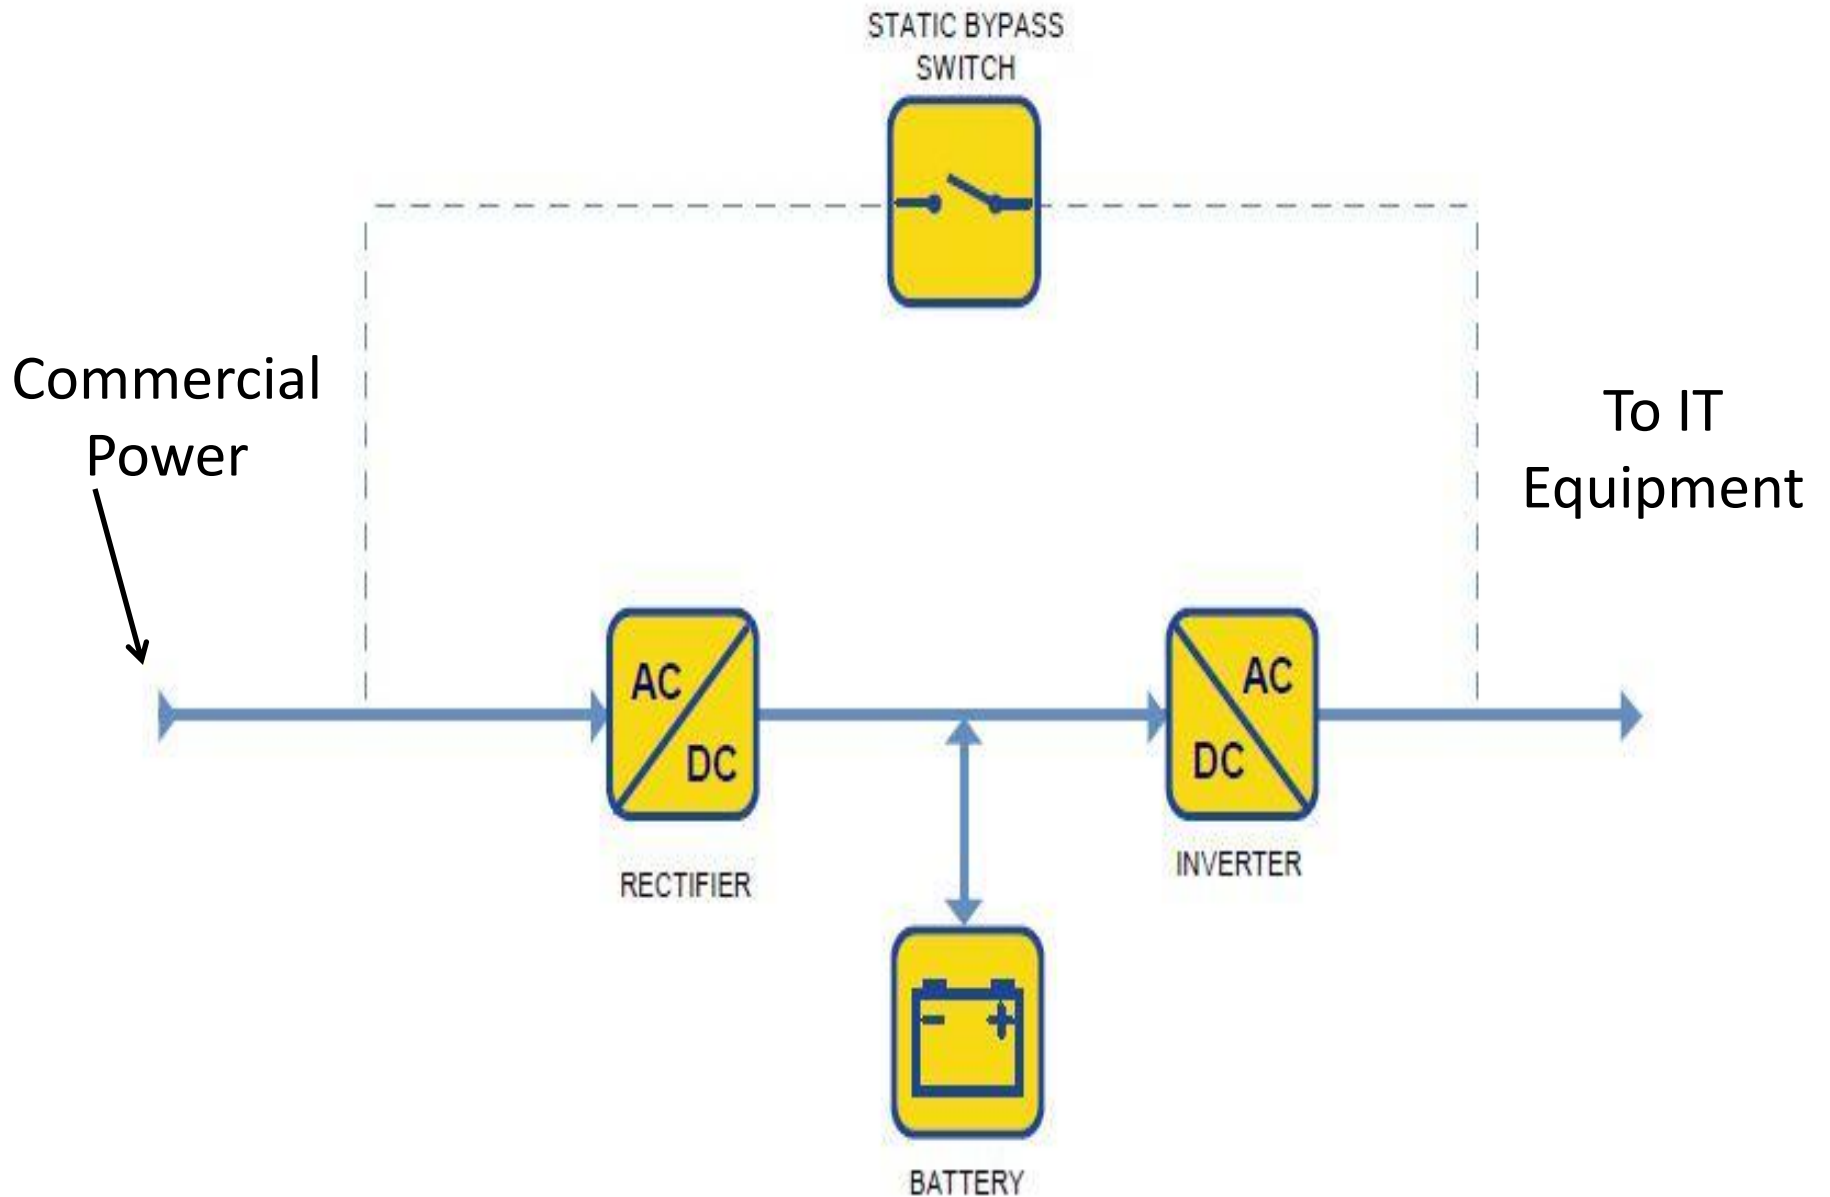 STATIC BYPASS
SWITCH
Commercial
Power
To IT
Equipment
AC
DC
AC
DC
RECTIFIER
INVERTER
BATTERY